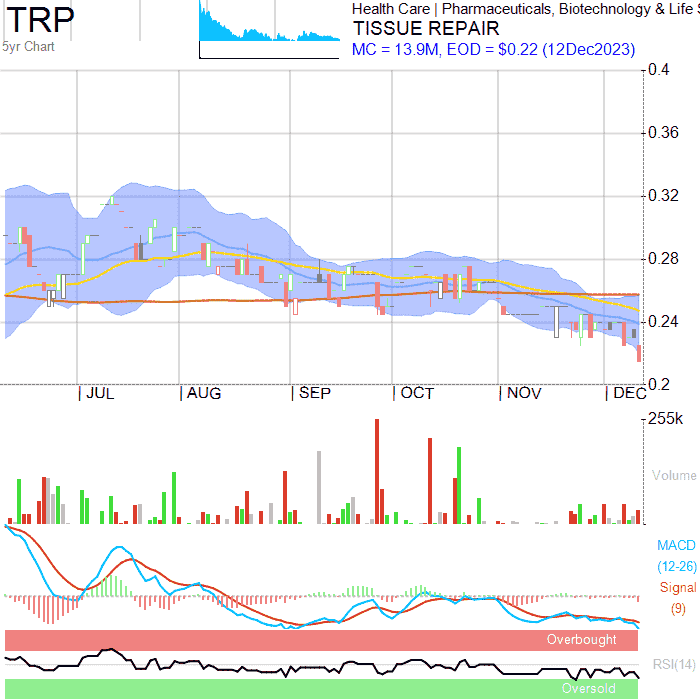 TRP
5yr Chart
Health Care | Pharmaceuticals, Biotechnology & Life S
TISSUE REPAIR
MC = 13.9M, EOD = $0.22 (12Dec2023)
0.4
0.36
0.32
0.28
0.24
0.2
| JUL | AUG | SEP | OCT | NOV | DEC
255k
Volume
MACD
(12-26)
Signal
(9)
Overbought
RSI(14)
Oversold